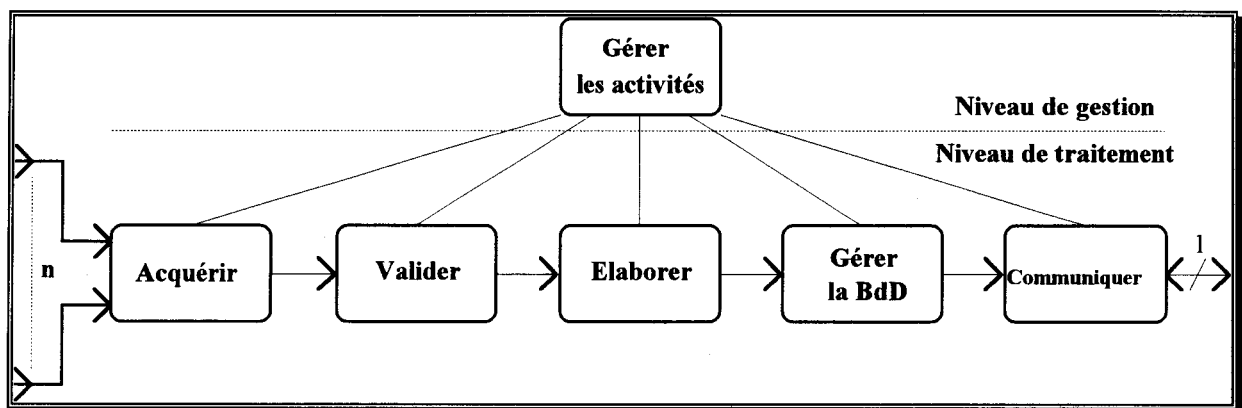 Gérer
les activités
Niveau de gestion
Niveau de traitement
n
Acquérir
Valider
Elaborer
Gérer
la BdD
Communiquer
1